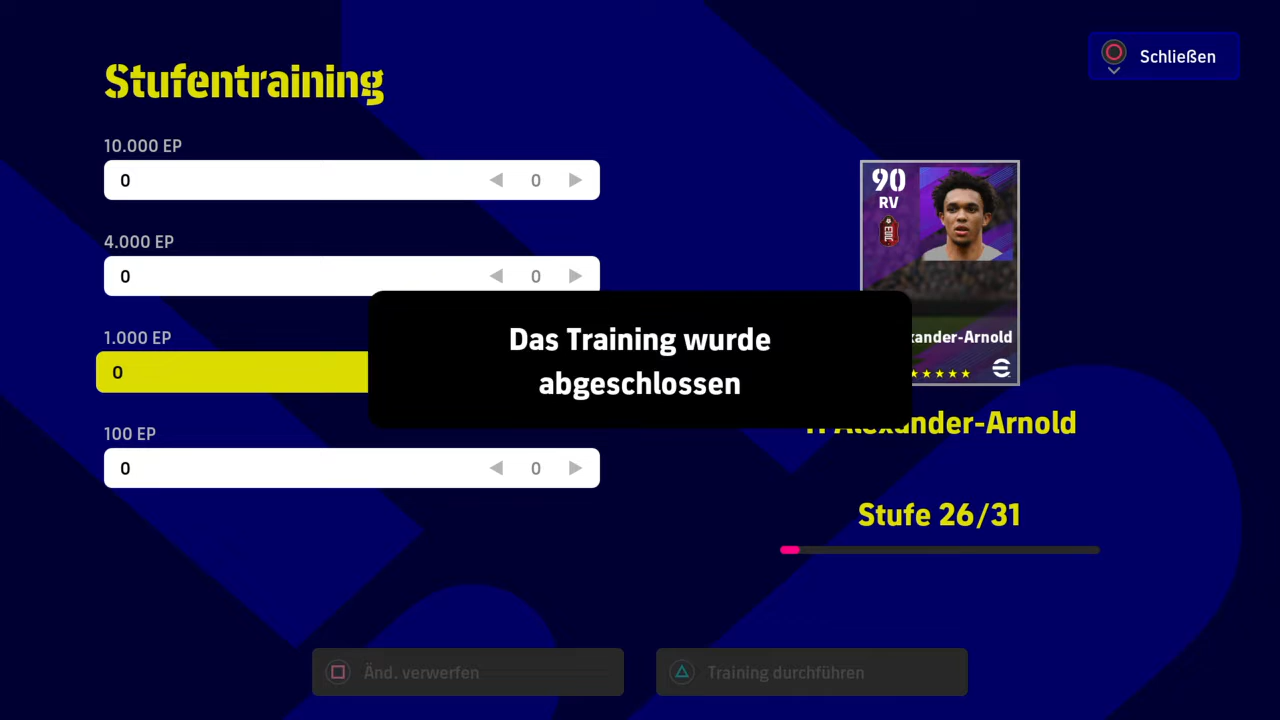 Stufentraining
Schließen
10.000 EP
0 0
4.000 EP
0 0
1.000 EP
0
100 EP
0 0
Das Training wurde
abgeschlossen
90
RV
xander-Arnold
Alexander-Arnold
Stufe 26/31
Änd. verwerfen
Training durchführen